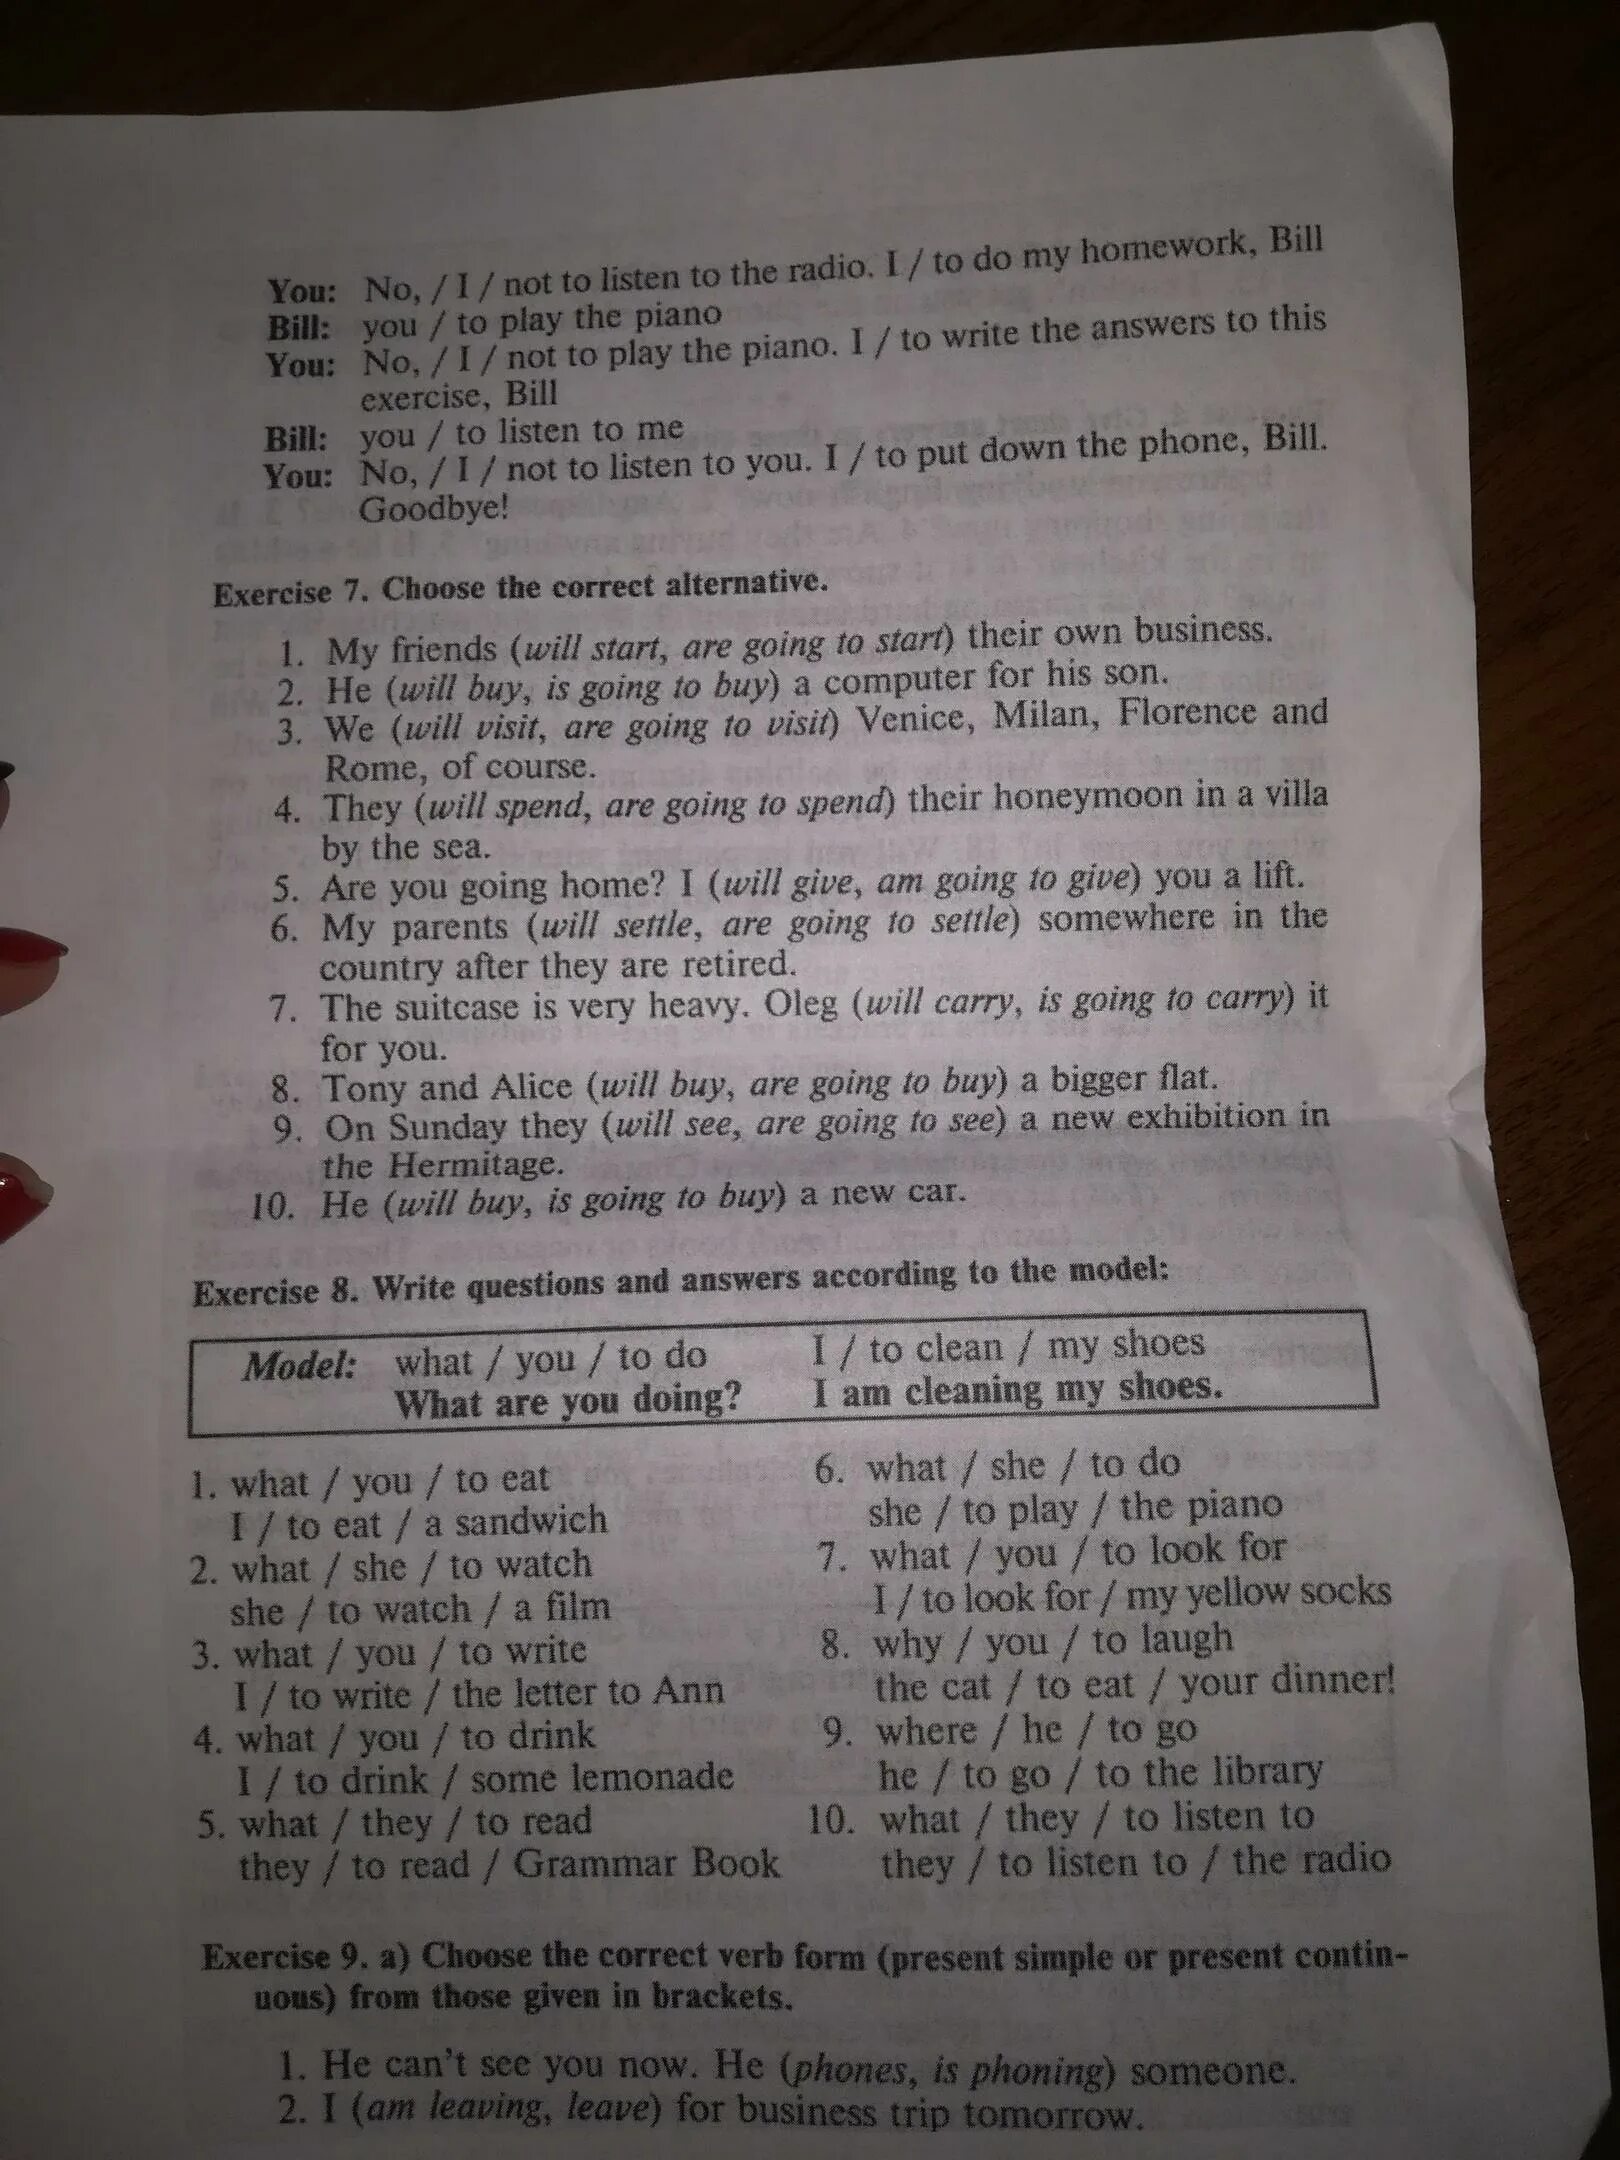 You: No, / I / not to listen to the radio. I / to do my homework, Bill
Bill: you / to play the piano
You: No, / I / not to play the piano. I / to write the answers to this
exercise, Bill
Bill: you / to listen to me
You: No, / I / not to listen to you. I / to put down the phone, Bill.
Goodbye!
Exercise 7. Choose the correct alternative.
1. My friends (will start, are going to start) their own business.
2. He (will buy, is going to buy) a computer for his son.
3. We (will visit, are going to visit) Venice, Milan, Florence and
Rome, of course.
4. They (will spend, are going to spend) their honeymoon in a villa
by the sea.
5. Are you going home? I (will give, am going to give) you a lift.
6. My parents (will settle, are going to settle) somewhere in the
country after they are retired.
7. The suitcase is very heavy. Oleg (will carry, is going to carry) it
for you.
8. Tony and Alice (will buy, are going to buy) a bigger flat.
9. On Sunday they (will see, are going to see) a new exhibition in
the Hermitage.
10. He (will buy, is going to buy) a new car.
Exercise 8. Write questions and answers according to the model:
Model: what / you / to do I / to clean / my shoes
What are you doing? I am cleaning my shoes.
1. what / you / to eat
I / to eat / a sandwich
2. what / she / to watch
she / to watch / a film
3. what / you / to write
I / to write / the letter to Ann
4. what / you / to drink
I / to drink / some lemonade
5. what / they / to read
they / to read / Grammar Book
6. what / she / to do
she / to play / the piano
7. what / you / to look for
I / to look for / my yellow socks
8. why / you / to laugh
the cat / to eat / your dinner!
9. where / he / to go
he / to go / to the library
10. what / they / to listen to
they / to listen to / the radio
Exercise 9. a) Choose the correct verb form (present simple or present contin-
uous) from those given in brackets.
1. He can't see you now. He (phones, is phoning) someone.
2. I (am leaving, leave) for business trip tomorrow.